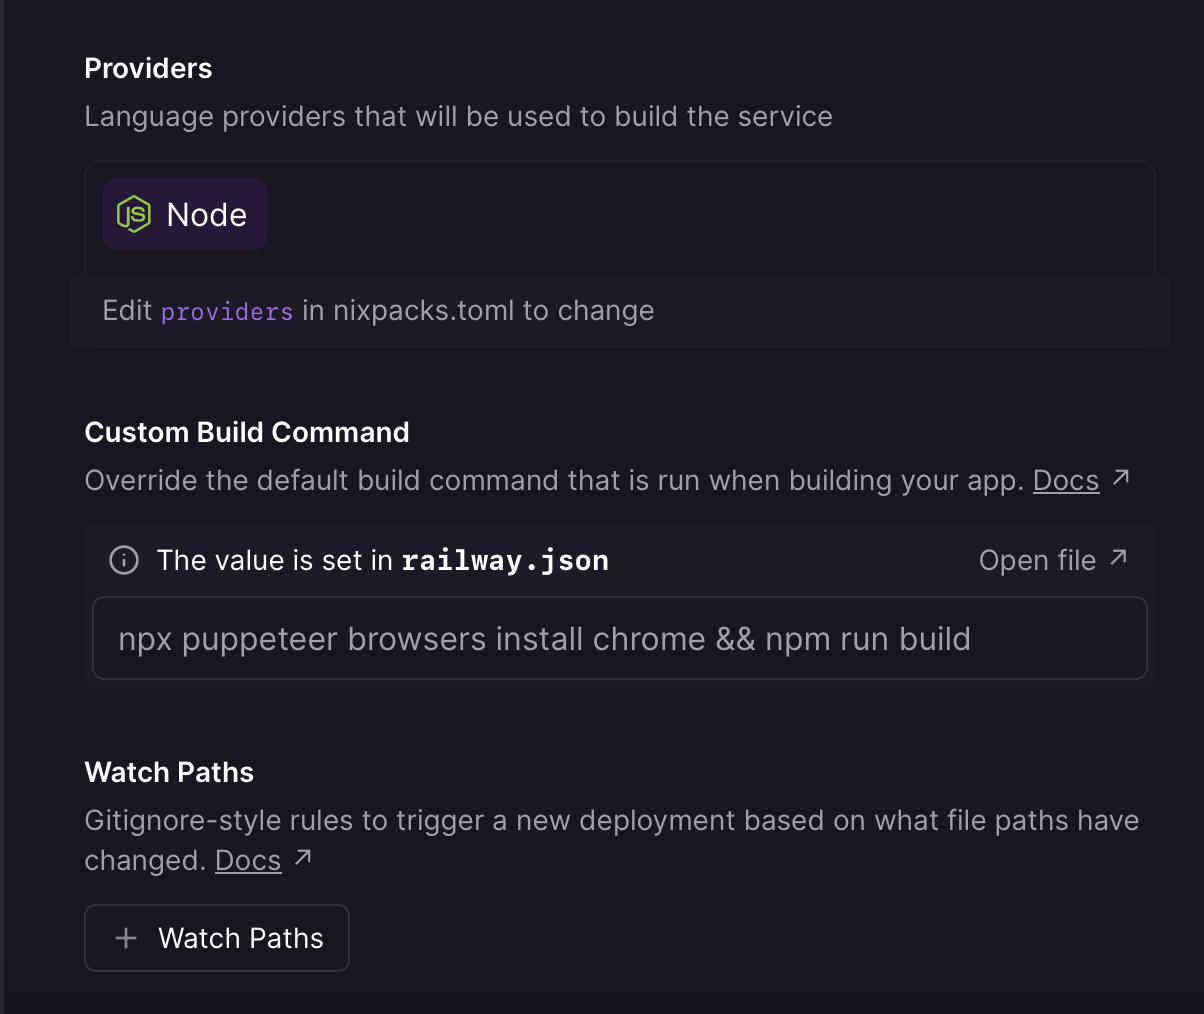 Providers
Language providers that will be used to build the service
JS Node
Edit providers in nixpacks.toml to change
Custom Build Command
Override the default build command that is run when building your app. Docs ↗
The value is set in railway.json Open file ↗
npx puppeteer browsers install chrome && npm run build
Watch Paths
Gitignore-style rules to trigger a new deployment based on what file paths have
changed. Docs ↗
+ Watch Paths